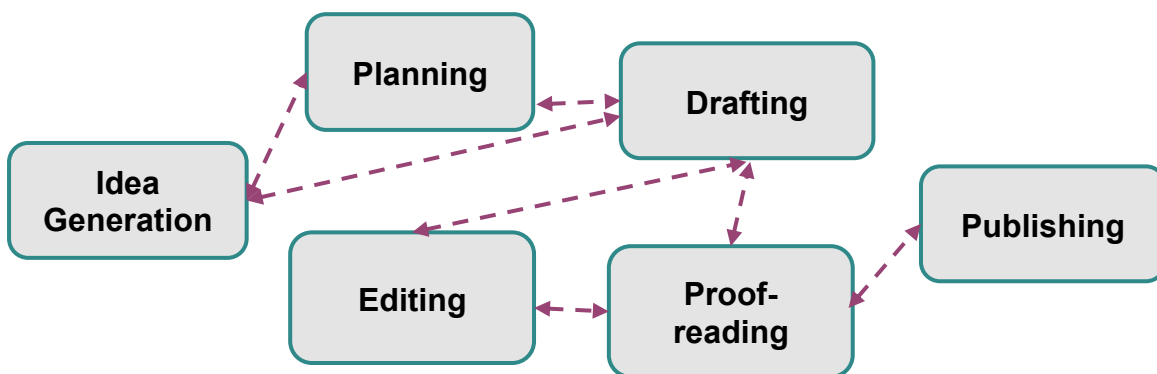 Planning
Drafting
Idea
Generation
Publishing
Editing
Proof-
reading